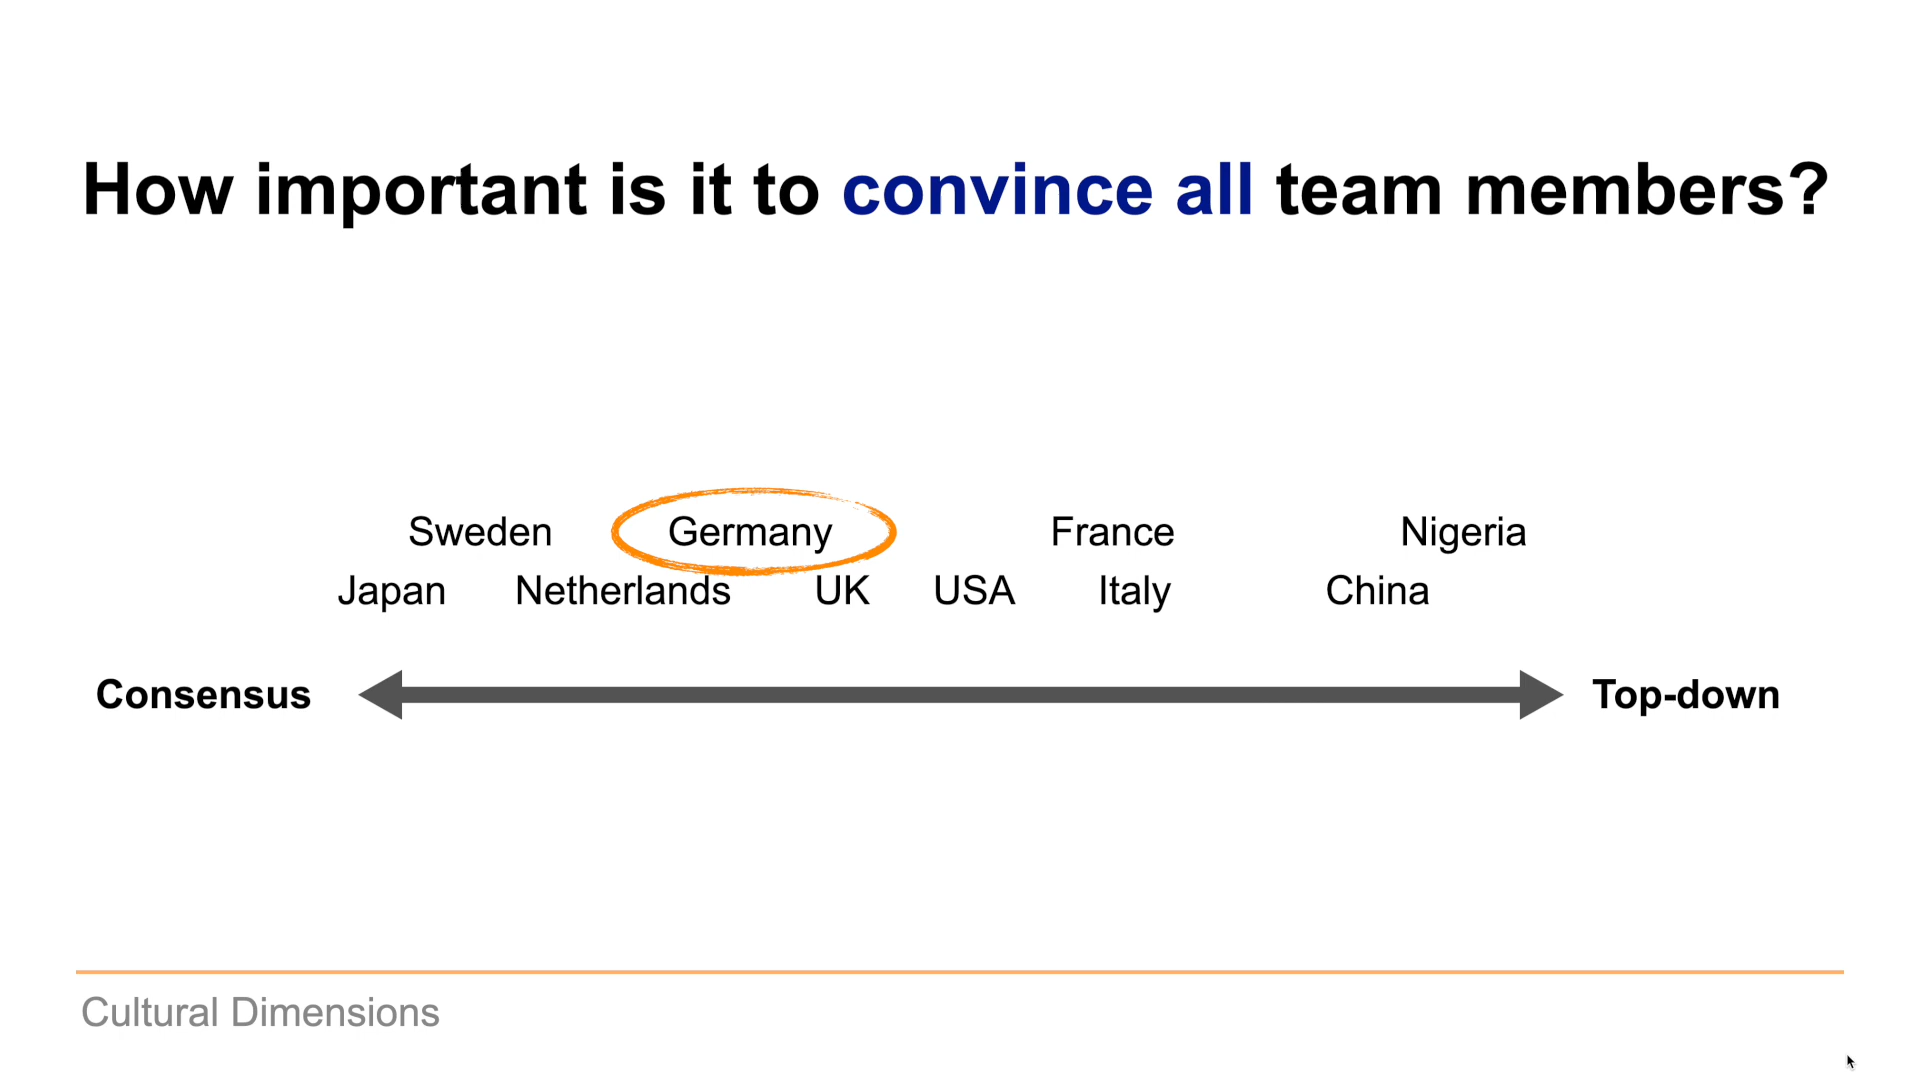 How important is it to convince all team members?
Sweden Germany France Nigeria
Japan Netherlands UK USA Italy China
Consensus Top-down
Cultural Dimensions